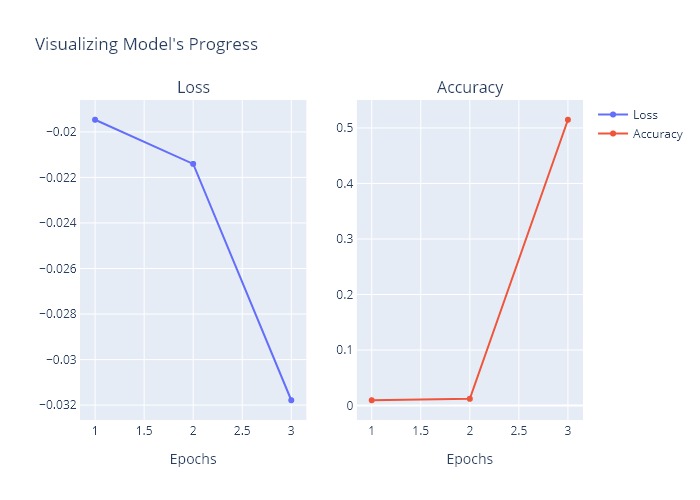 Visualizing Model's Progress
Loss
Accuracy
Loss
Accuracy
−0.02
−0.022
−0.024
−0.026
−0.028
−0.03
−0.032
1 1.5 2 2.5 3
Epochs
0.5
0.4
0.3
0.2
0.1
0
1 1.5 2 2.5 3
Epochs